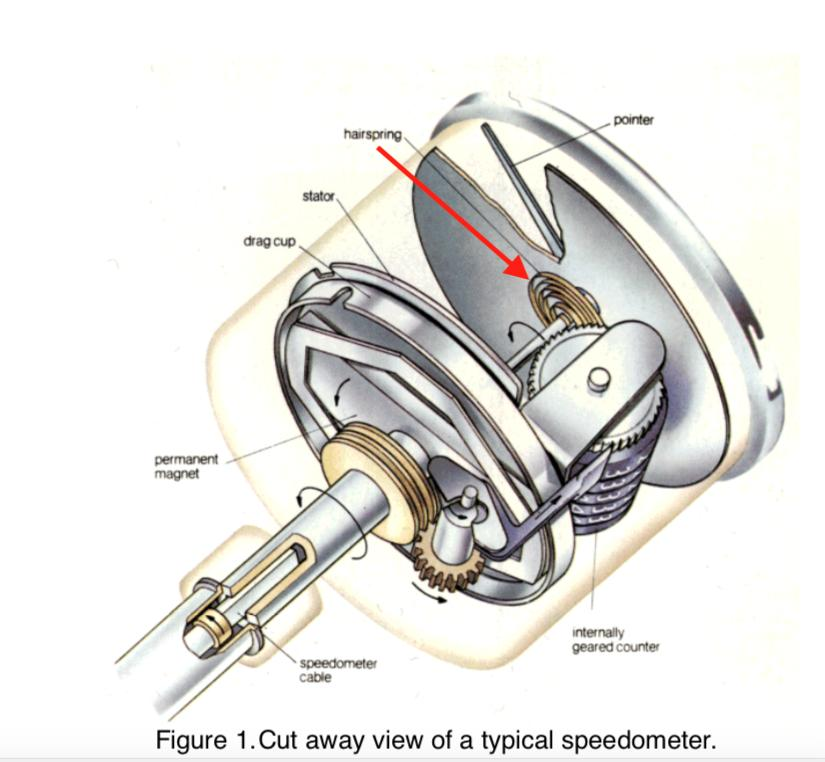 pointer
hairspring
stator
drag cup
permanent
magnet
internally
geared counter
speedometer
cable
Figure 1.Cut away view of a typical speedometer.